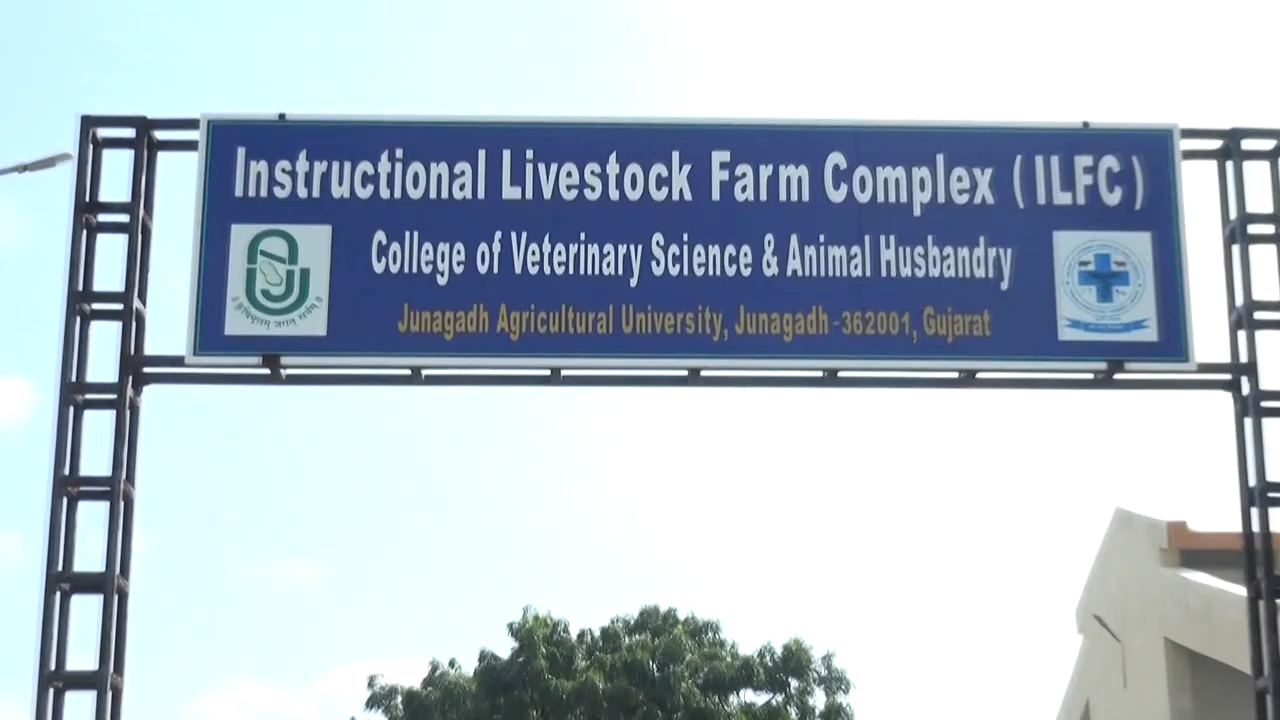 Instructional Livestock Farm Complex ( ILFC )
College of Veterinary Science & Animal Husbandry
Junagadh Agricultural University, Junagadh - 362001, Gujarat